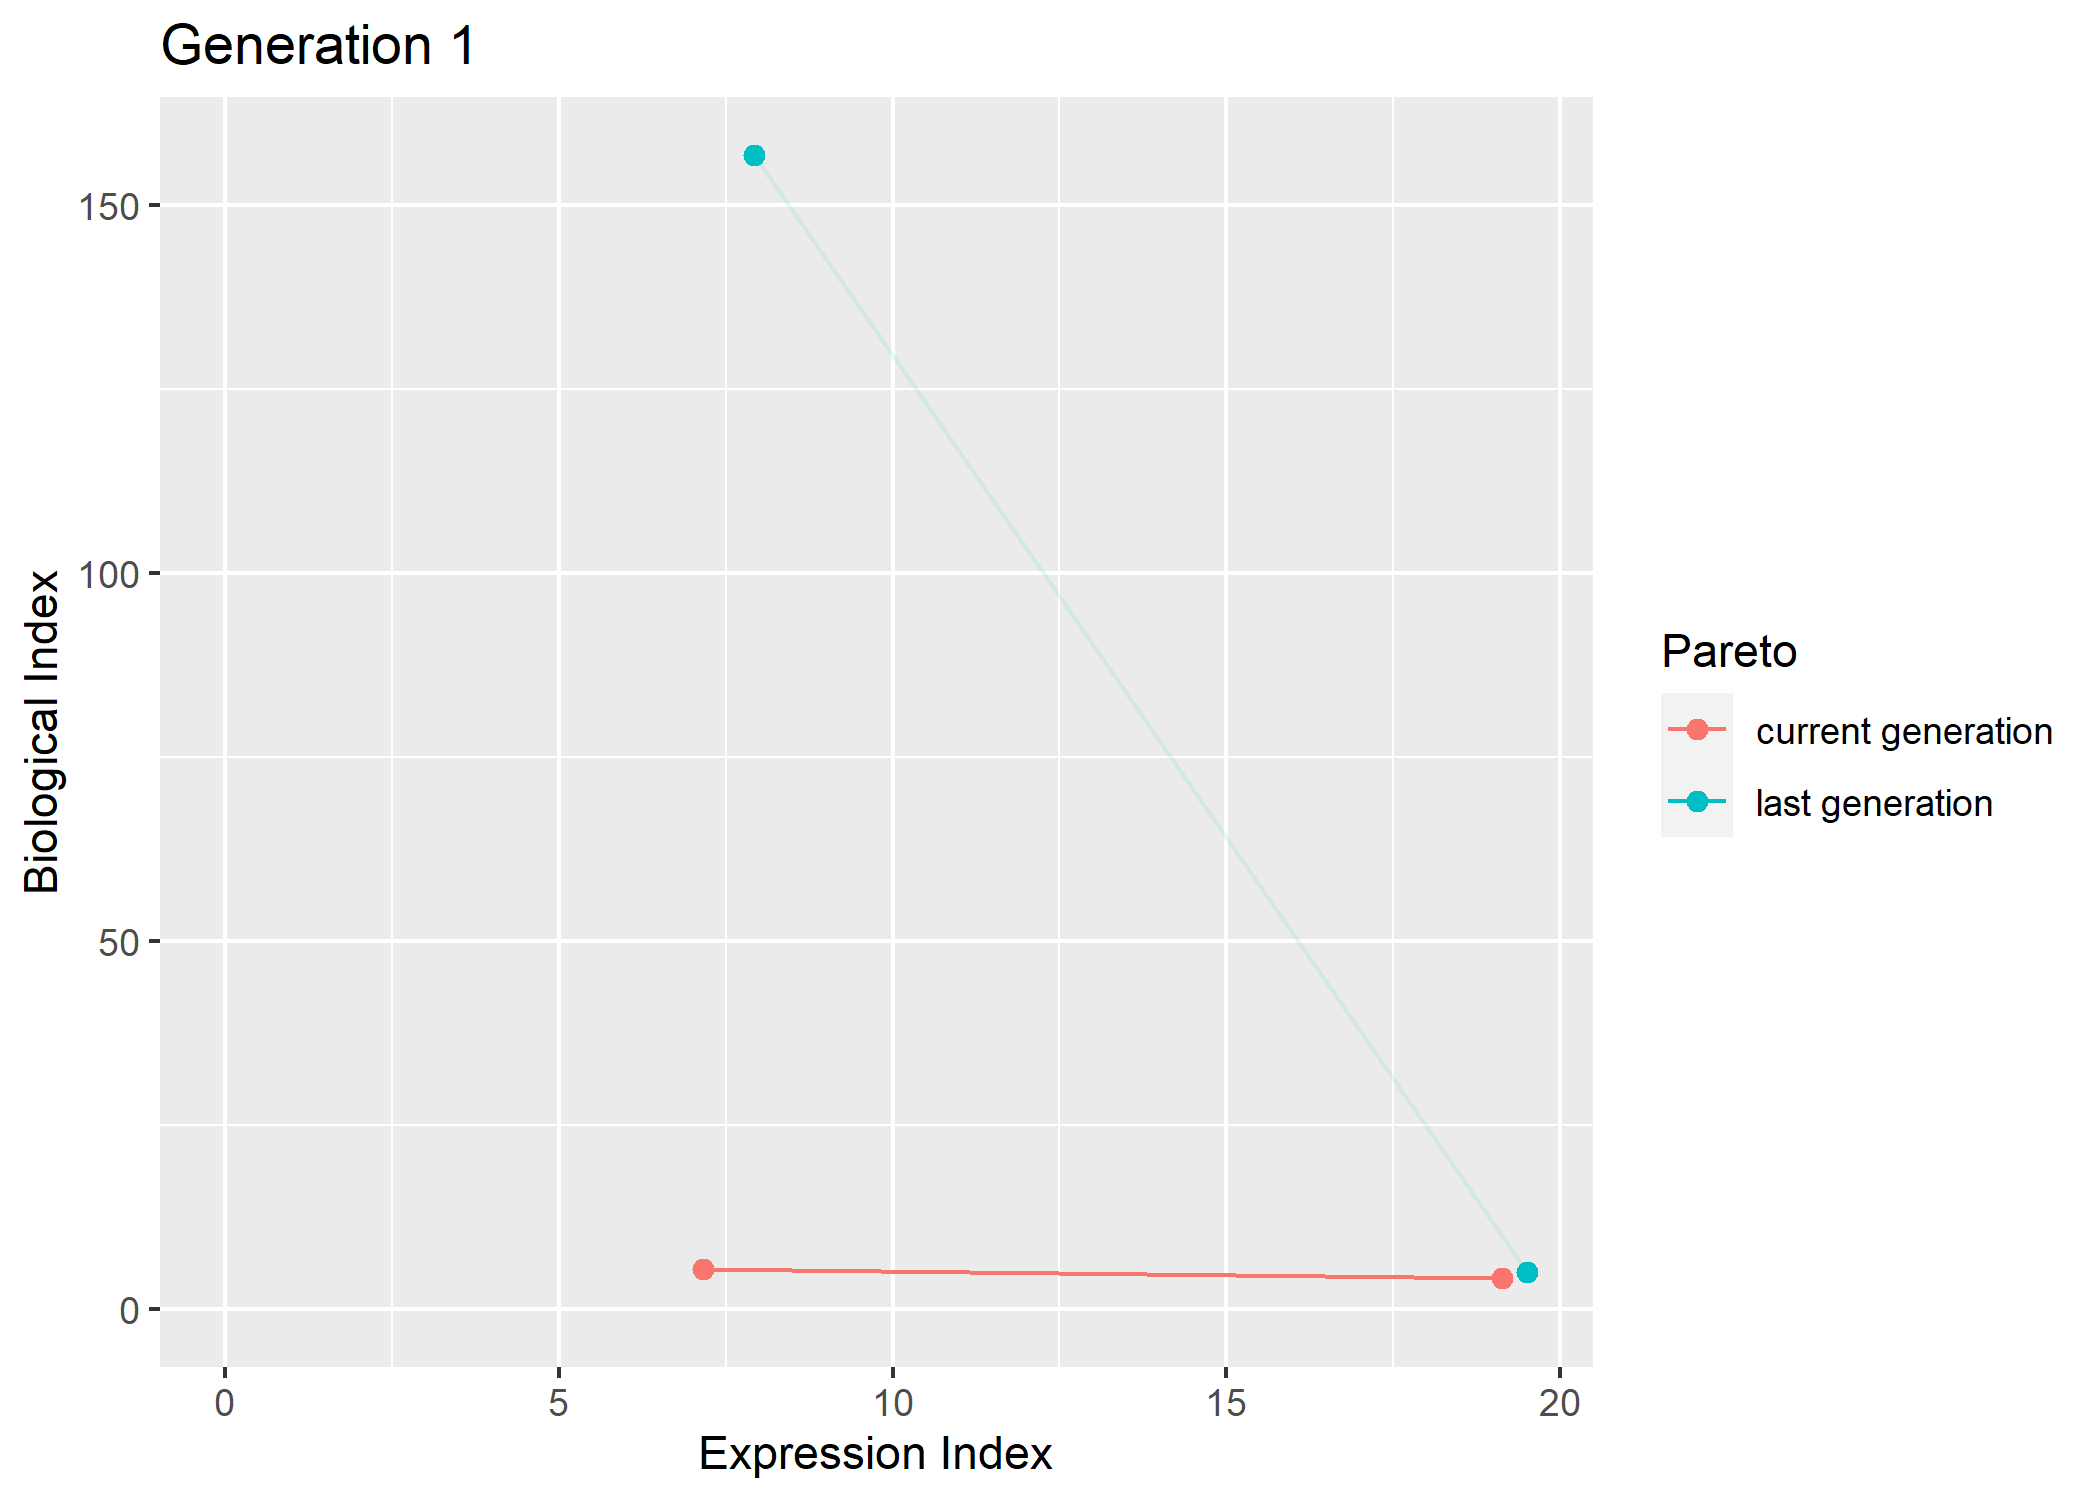 Generation 1
150
100
50
0
Biological Index
0 5 10 15 20
Expression Index
Pareto
current generation
last generation